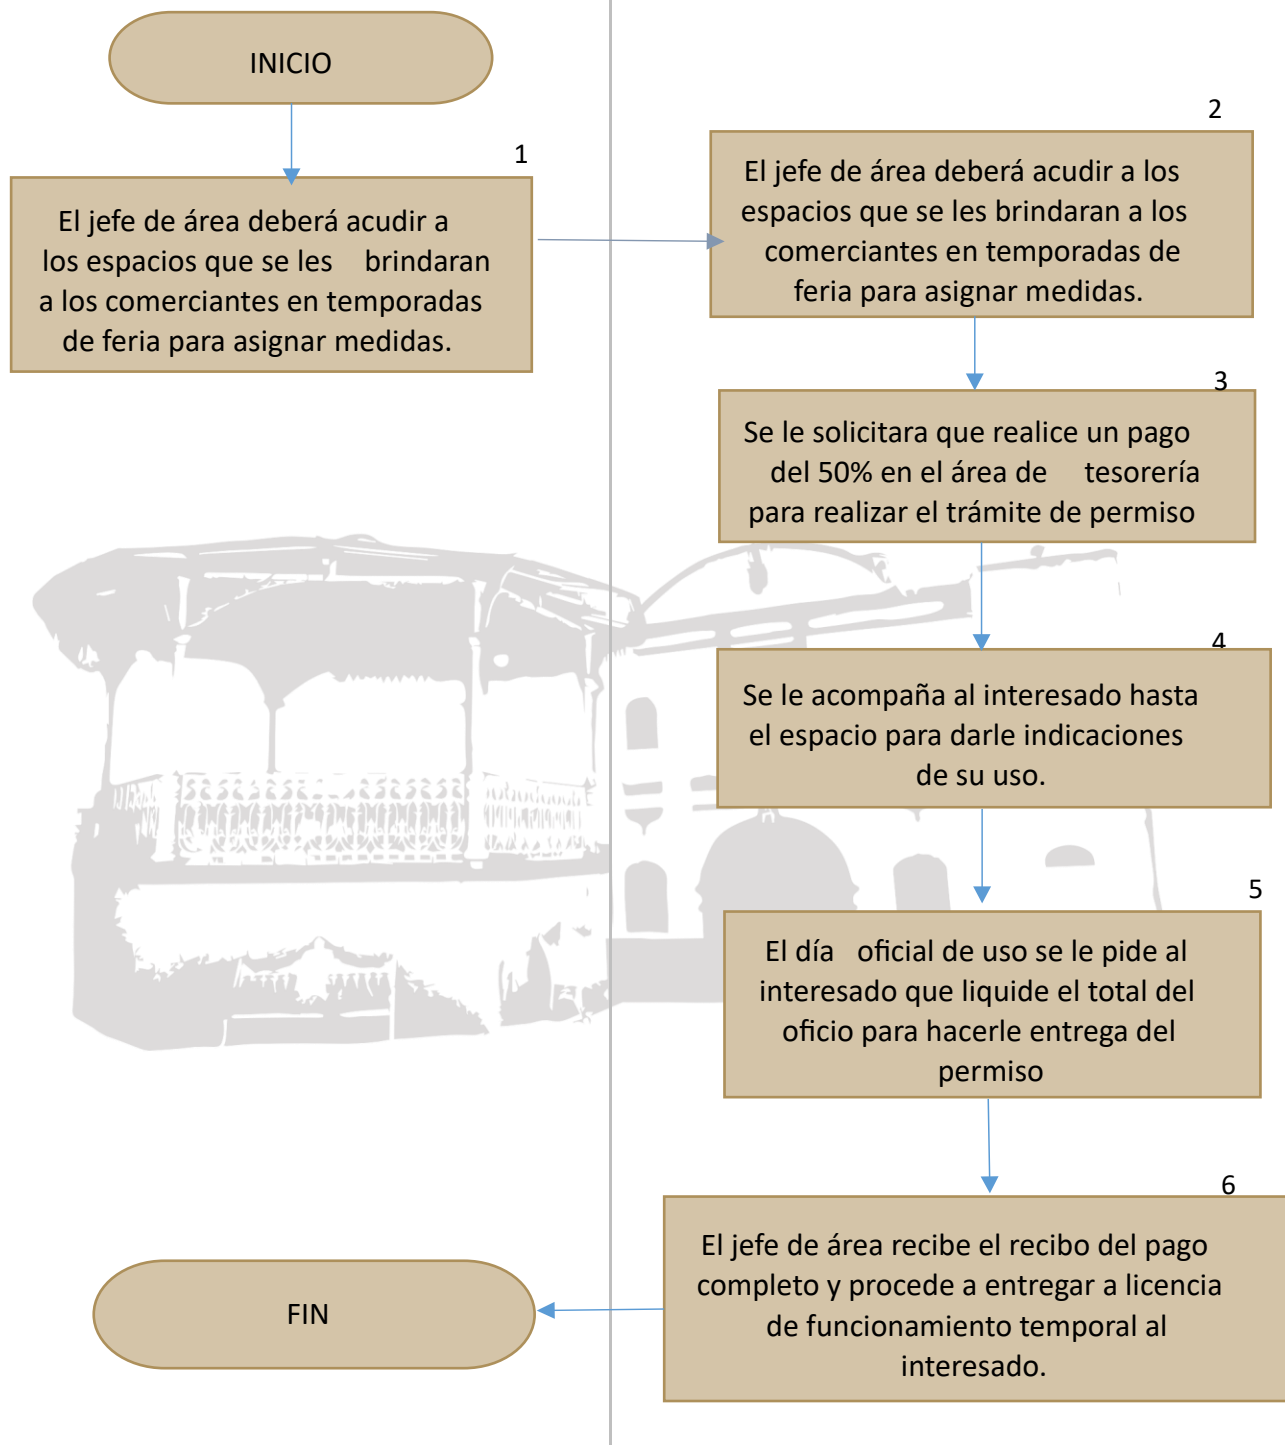 INICIO
1
El jefe de área deberá acudir a
los espacios que se les brindaran
a los comerciantes en temporadas
de feria para asignar medidas.
2
El jefe de área deberá acudir a los
espacios que se les brindaran a los
comerciantes en temporadas de
feria para asignar medidas.
3
Se le solicitara que realice un pago
del 50% en el área de tesorería
para realizar el trámite de permiso
4
Se le acompaña al interesado hasta
el espacio para darle indicaciones
de su uso.
5
El día oficial de uso se le pide al
interesado que liquide el total del
oficio para hacerle entrega del
permiso
6
El jefe de área recibe el recibo del pago
completo y procede a entregar a licencia
de funcionamiento temporal al
interesado.
FIN